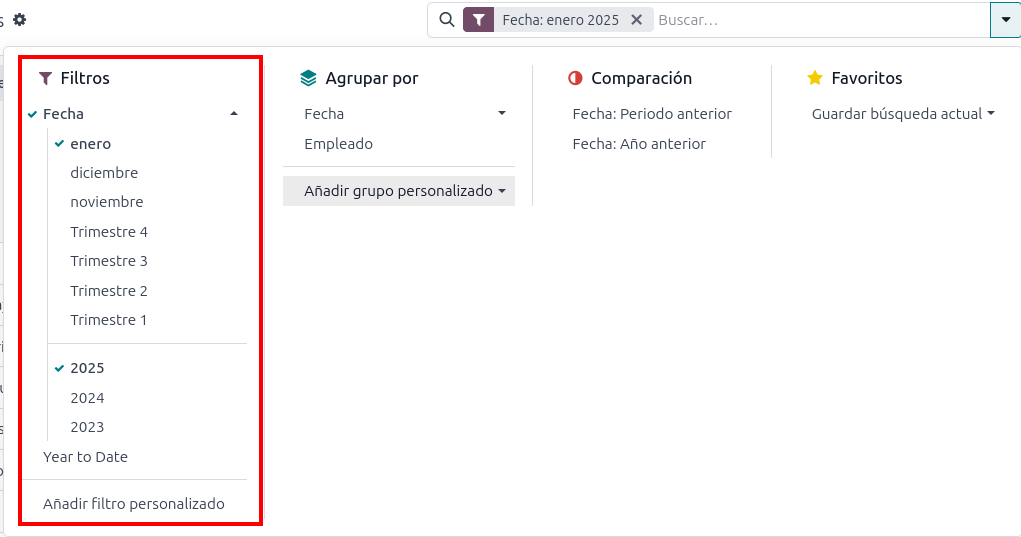 Fecha: enero 2025
Buscar...
Filtros
Fecha
enero
diciembre
noviembre
Trimestre 4
Trimestre 3
Trimestre 2
Trimestre 1
2025
2024
2023
Year to Date
Añadir filtro personalizado
Agrupar por
Fecha
Empleado
Añadir grupo personalizado
Comparación
Fecha: Periodo anterior
Fecha: Año anterior
Favoritos
Guardar búsqueda actual